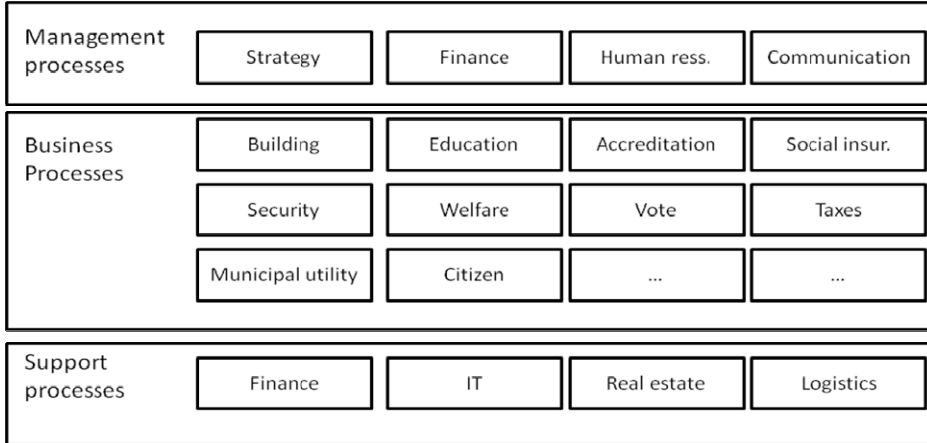 Management
processes
Strategy
Finance
Human ress.
Communication
Business
Processes
Building
Education
Accreditation
Social insur.
Security
Welfare
Vote
Taxes
Municipal utility
Citizen
...
...
Support
processes
Finance
IT
Real estate
Logistics